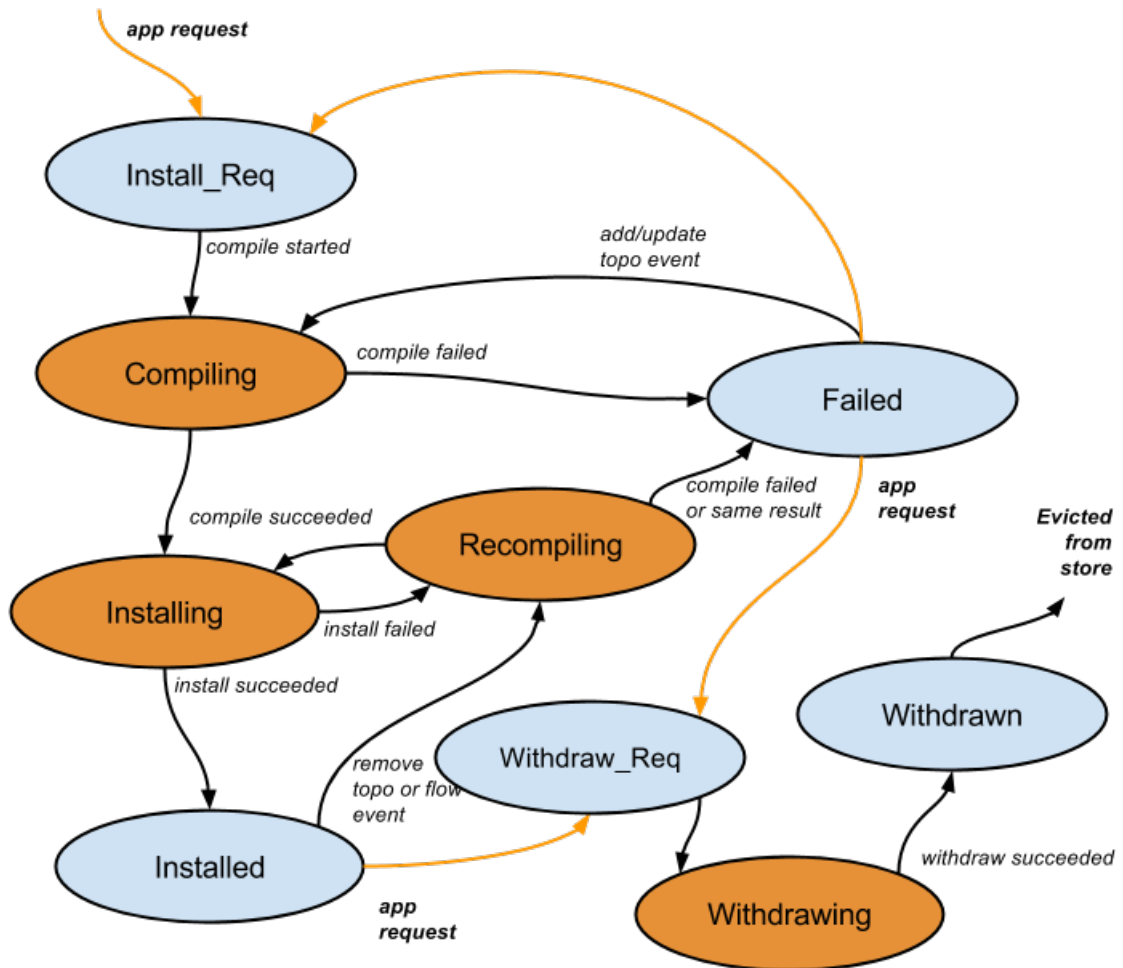 app request
Install_Req
compile started
add/update
topo event
Compiling
compile failed
Failed
compile failed
or same result
app
request
compile succeeded
Recompiling
Evicted
from
store
Installing
install failed
install succeeded
Withdrawn
Withdraw_Req
remove
topo or flow
event
Installed
withdraw succeeded
app
request
Withdrawing